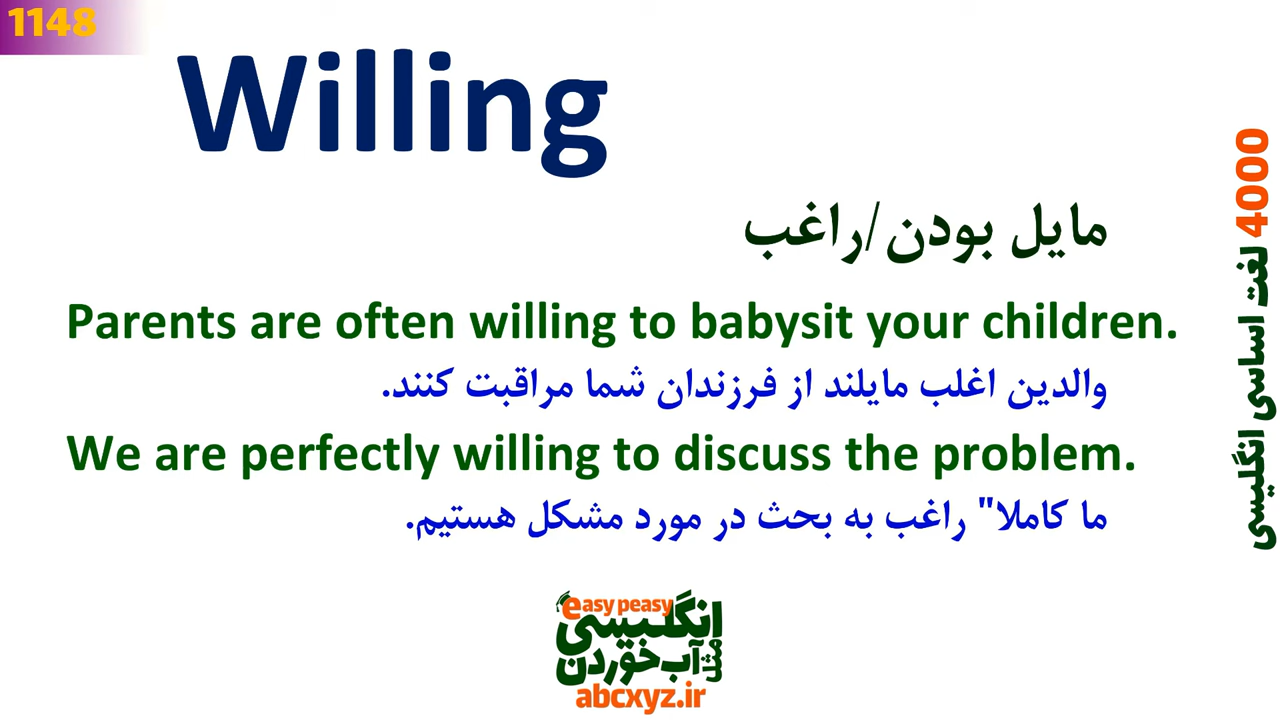 1148
Willing
مایل بودن/راغب
Parents are often willing to babysit your children.
والدین اغلب مایلند از فرزندان شما مراقبت کنند.
We are perfectly willing to discuss the problem.
ما کاملا" راغب به بحث در مورد مشکل هستیم.
4000 لغت اساسی انگلیسی
easy peasy
انگلیسی
مثل آب خوردن
abcxyz.ir